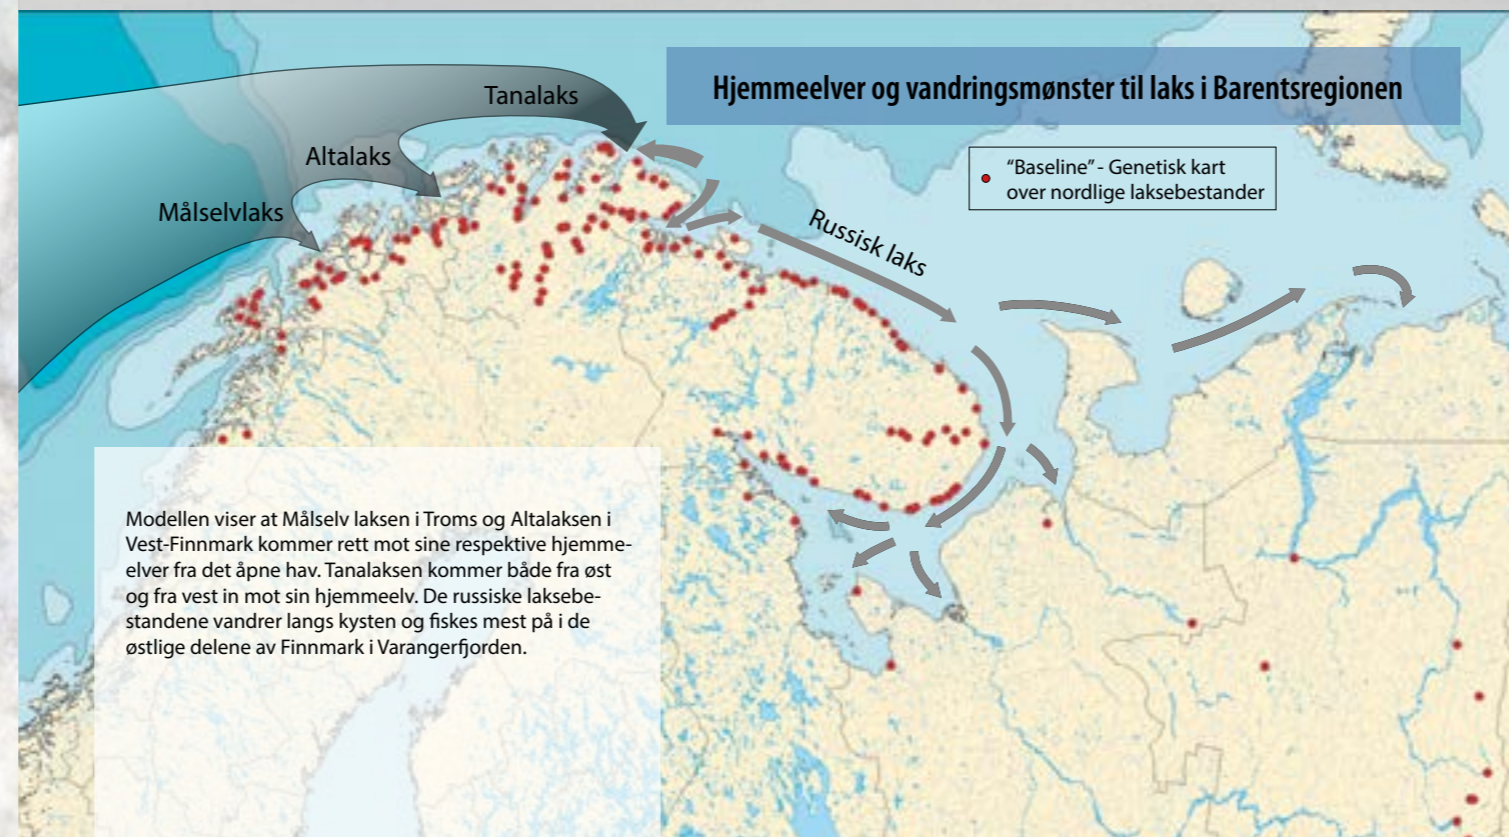 Hjemmeelver og vandringsmønster til laks i Barentsregionen
Tanalaks
Altalaks
Målselvlaks
"Baseline" - Genetisk kart
over nordlige laksebestander
Russisk laks
Modellen viser at Målselv laksen i Troms og Altalaksen i
Vest-Finnmark kommer rett mot sine respektive hjemme-
elver fra det åpne hav. Tanalaksen kommer både fra øst
og fra vest in mot sin hjemmeelv. De russiske laksebe-
standene vandrer langs kysten og fiskes mest på i de
østlige delene av Finnmark i Varangerfjorden.